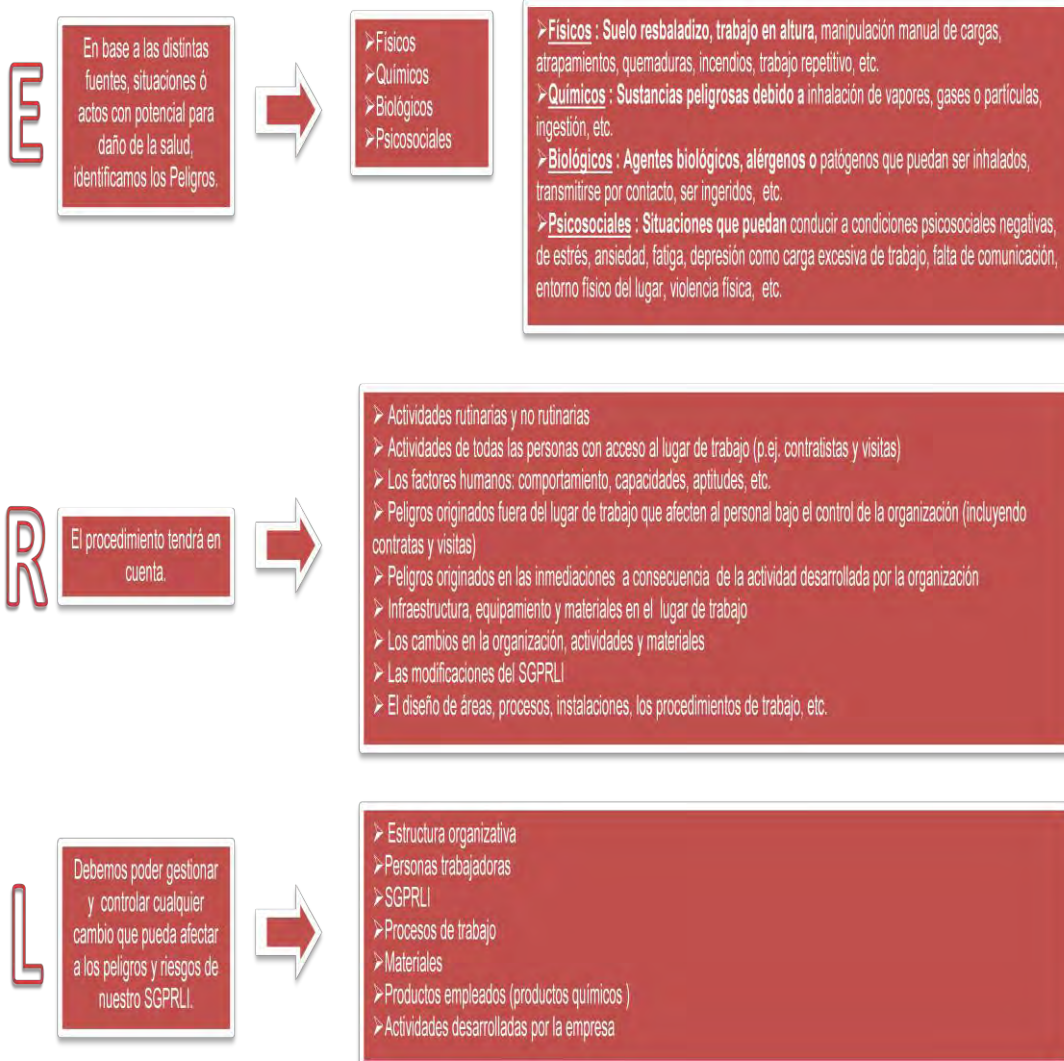 E
En base a las distintas
fuentes, situaciones ó
actos con potencial para
daño de la salud,
identificamos los Peligros.
➢Físicos
➢Químicos
➢Biológicos
➢Psicosociales
➢Físicos : Suelo resbaladizo, trabajo en altura, manipulación manual de cargas,
atrapamientos, quemaduras, incendios, trabajo repetitivo, etc.
➢Químicos : Sustancias peligrosas debido a inhalación de vapores, gases o partículas,
ingestión, etc.
➢Biológicos : Agentes biológicos, alérgenos o patógenos que puedan ser inhalados,
transmitirse por contacto, ser ingeridos, etc.
➢Psicosociales : Situaciones que puedan conducir a condiciones psicosociales negativas,
de estrés, ansiedad, fatiga, depresión como carga excesiva de trabajo, falta de comunicación,
entorno físico del lugar, violencia física, etc.
R
El procedimiento tendrá en
cuenta.
➢ Actividades rutinarias y no rutinarias
➢ Actividades de todas las personas con acceso al lugar de trabajo (p.ej. contratistas y visitas)
➢ Los factores humanos: comportamiento, capacidades, aptitudes, etc.
➢ Peligros originados fuera del lugar de trabajo que afecten al personal bajo el control de la organización (incluyendo
contratas y visitas)
➢ Peligros originados en las inmediaciones a consecuencia de la actividad desarrollada por la organización
➢ Infraestructura, equipamiento y materiales en el lugar de trabajo
➢ Los cambios en la organización, actividades y materiales
➢ Las modificaciones del SGPRLI
➢ El diseño de áreas, procesos, instalaciones, los procedimientos de trabajo, etc.
L
Debemos poder gestionar
y controlar cualquier
cambio que pueda afectar
a los peligros y riesgos de
nuestro SGPRLI.
➢ Estructura organizativa
➢Personas trabajadoras
➢SGPRLI
➢Procesos de trabajo
➢Materiales
➢Productos empleados (productos químicos )
➢Actividades desarrolladas por la empresa